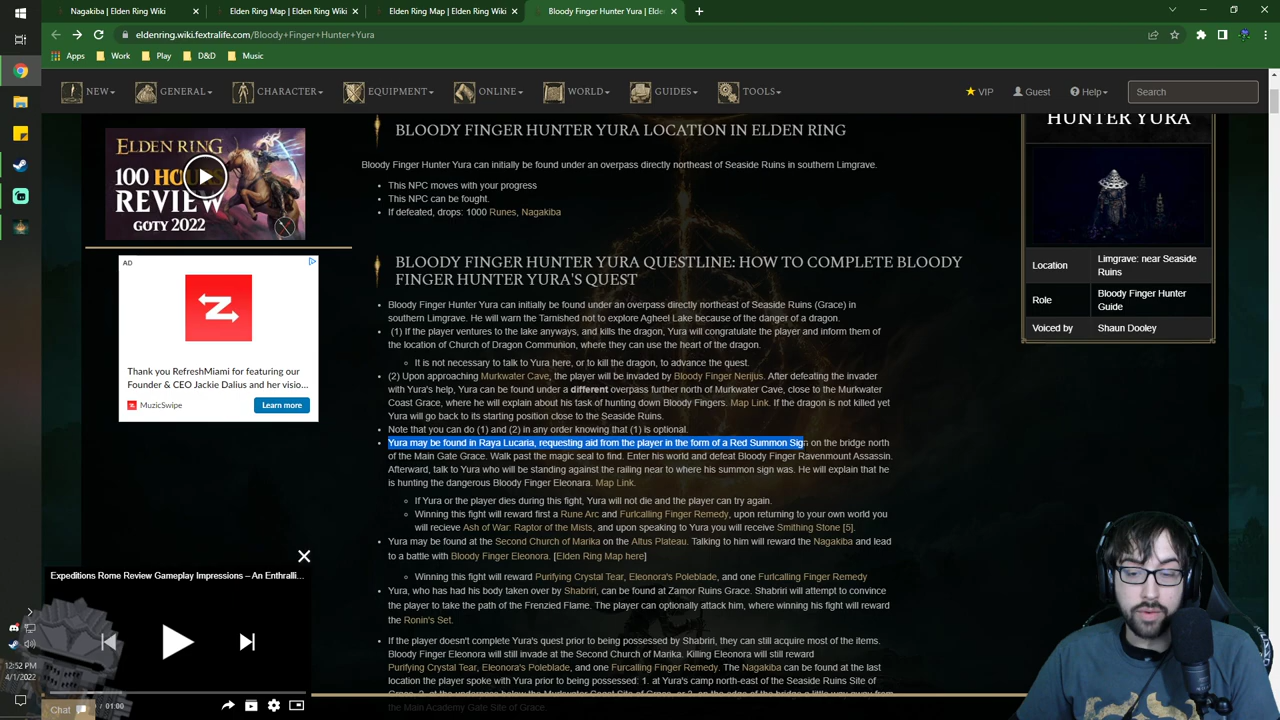 Nagakiba | Elden Ring Wiki
Uchigatana | Elden Ring Wiki
Elden Ring Map | Elden Ring Wiki
Bloody Finger Hunter Yura | Elden
eldenring.wiki.fextralife.com/Bloody+Finger+Hunter+Yura
Apps
Work
Play
D&D
Music
NEW
GENERAL
CHARACTER
EQUIPMENT
ONLINE
WORLD
GUIDES
TOOLS
VIP
Guest
Help
Search
ELDEN RING
100 HO
REVIEW
GOTY 2022
AD
Thank you RefreshMiami for featuring our
Founder & CEO Jackie Dalius and her visio...
MuzicSwipe
Learn more
Expeditions Rome Review Gameplay Impressions – An Enthralli...
01:00
Chat
12:52 PM
4/1/2022
BLOODY FINGER HUNTER YURA LOCATION IN ELDEN RING
Bloody Finger Hunter Yura can initially be found under an overpass directly northeast of Seaside Ruins in southern Limgrave.
This NPC moves with your progress
This NPC can be fought.
If defeated, drops: 1000 Runes, Nagakiba
BLOODY FINGER HUNTER YURA QUESTLINE: HOW TO COMPLETE BLOODY
FINGER HUNTER YURA'S QUEST
Bloody Finger Hunter Yura can initially be found under an overpass directly northeast of Seaside Ruins (Grace) in
southern Limgrave. He will warn the Tarnished not to explore Agheel Lake because of the danger of a dragon.
(1) If the player ventures to the lake anyways, and kills the dragon, Yura will congratulate the player and inform them of
the location of Church of Dragon Communion, where they can use the heart of the dragon.
It is not necessary to talk to Yura here, or to kill the dragon, to advance the quest.
(2) Upon approaching Murkwater Cave, the player will be invaded by Bloody Finger Nerijus. After defeating the invader
with Yura's help, Yura can be found under a different overpass further north of Murkwater Cave, close to the Murkwater
Coast Grace, where he will explain about his task of hunting down Bloody Fingers. Map Link. If the dragon is not killed yet
Yura will go back to its starting position close to the Seaside Ruins.
Note that you can do (1) and (2) in any order knowing that (1) is optional.
Yura may be found in Raya Lucaria, requesting aid from the player in the form of a Red Summon Sign on the bridge north
of the Main Gate Grace. Walk past the magic seal to find. Enter his world and defeat Bloody Finger Ravenmount Assassin.
Afterward, talk to Yura who will be standing against the railing near to where his summon sign was. He will explain that he
is hunting the dangerous Bloody Finger Eleonara. Map Link.
If Yura or the player dies during this fight, Yura will not die and the player can try again.
Winning this fight will reward first a Rune Arc and Furlcalling Finger Remedy, upon returning to your own world you
will recieve Ash of War: Raptor of the Mists, and upon speaking to Yura you will receive Smithing Stone [5].
Yura may be found at the Second Church of Marika on the Altus Plateau. Talking to him will reward the Nagakiba and lead
to a battle with Bloody Finger Eleonora. [Elden Ring Map here]
Winning this fight will reward Purifying Crystal Tear, Eleonora's Poleblade, and one Furlcalling Finger Remedy
Yura, who has had his body taken over by Shabriri, can be found at Zamor Ruins Grace. Shabriri will attempt to convince
the player to take the path of the Frenzied Flame. The player can optionally attack him, where winning his fight will reward
the Ronin's Set.
If the player doesn't complete Yura's quest prior to being possessed by Shabriri, they can still acquire most of the items.
Bloody Finger Eleonora will still invade at the Second Church of Marika. Killing Eleonora will still reward
Purifying Crystal Tear, Eleonora's Poleblade, and one Furcalling Finger Remedy. The Nagakiba can be found at the last
location the player spoke with Yura prior to being possessed: 1. at Yura's camp north-east of the Seaside Ruins Site of
Grace, 2. at the underpass below the Murkwater Coast Site of Grace, or 3. on the edge of the bridge a little way away from
the Main Academy Gate Site of Grace.
HUNTER YURA
Location
Limgrave: near Seaside
Ruins
Role
Bloody Finger Hunter
Guide
Voiced by
Shaun Dooley